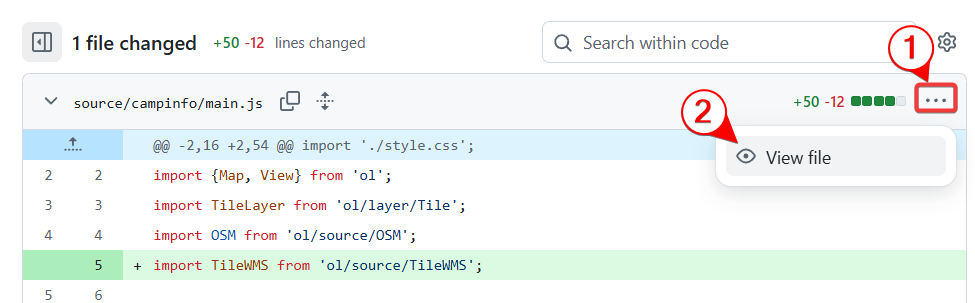 1 file changed +50 -12 lines changed
Search within code
1
source/campinfo/main.js
+50 -12
...
2
View file
@@ -2,16 +2,54 @@ import './style.css';
2 2 import {Map, View} from 'ol';
3 3 import TileLayer from 'ol/layer/Tile';
4 4 import OSM from 'ol/source/OSM';
5 + import TileWMS from 'ol/source/TileWMS';
5 6